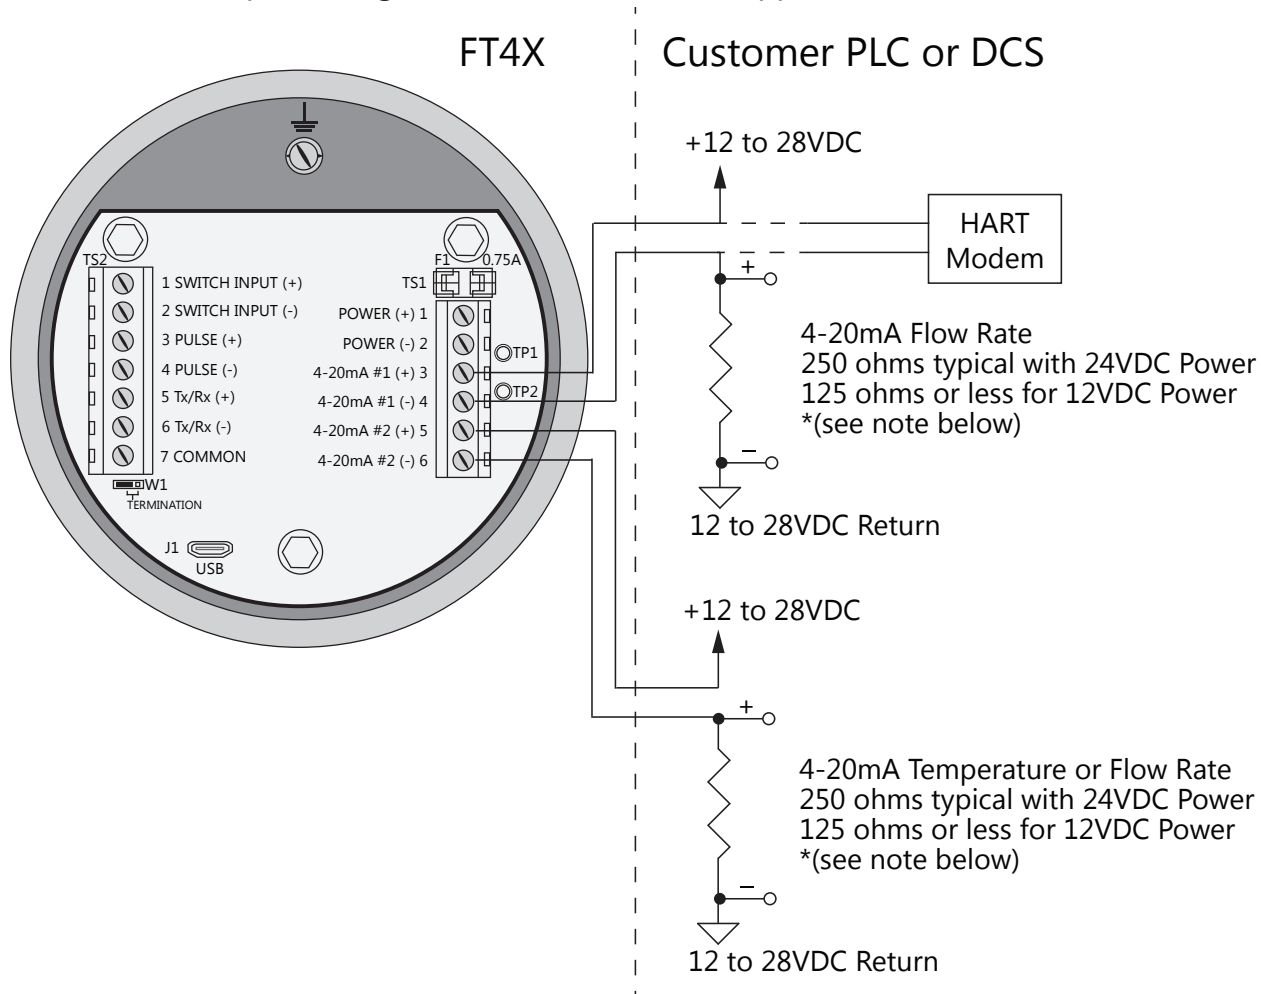 FT4X
Customer PLC or DCS
+12 to 28VDC
HART
Modem
TS2
1 SWITCH INPUT (+)
2 SWITCH INPUT (-)
3 PULSE (+)
4 PULSE (-)
5 Tx/Rx (+)
6 Tx/Rx (-)
7 COMMON
W1
TERMINATION
J1
USB
F1 0.75A
TS1
POWER (+) 1
POWER (-) 2
4-20mA #1 (+) 3
4-20mA #1 (-) 4
4-20mA #2 (+) 5
4-20mA #2 (-) 6
TP1
TP2
+
4-20mA Flow Rate
250 ohms typical with 24VDC Power
125 ohms or less for 12VDC Power
*(see note below)
−
12 to 28VDC Return
+12 to 28VDC
+
4-20mA Temperature or Flow Rate
250 ohms typical with 24VDC Power
125 ohms or less for 12VDC Power
*(see note below)
−
12 to 28VDC Return